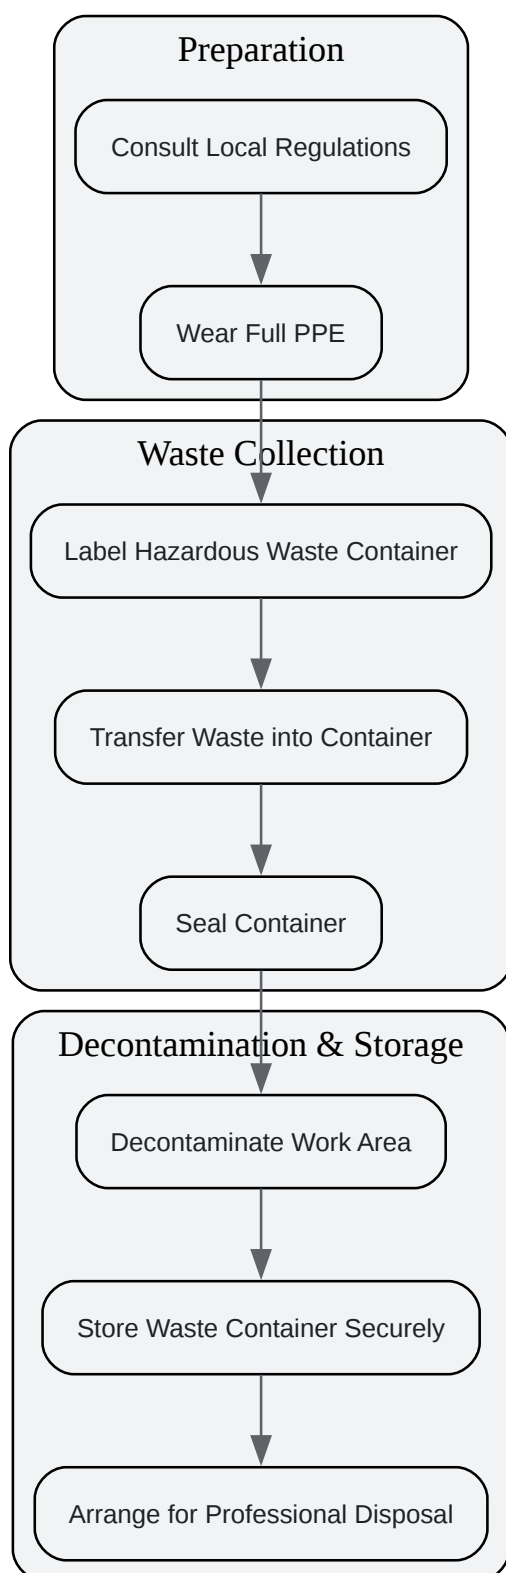 Preparation
Consult Local Regulations
Wear Full PPE
Waste Collection
Label Hazardous Waste Container
Transfer Waste into Container
Seal Container
Decontamination & Storage
Decontaminate Work Area
Store Waste Container Securely
Arrange for Professional Disposal